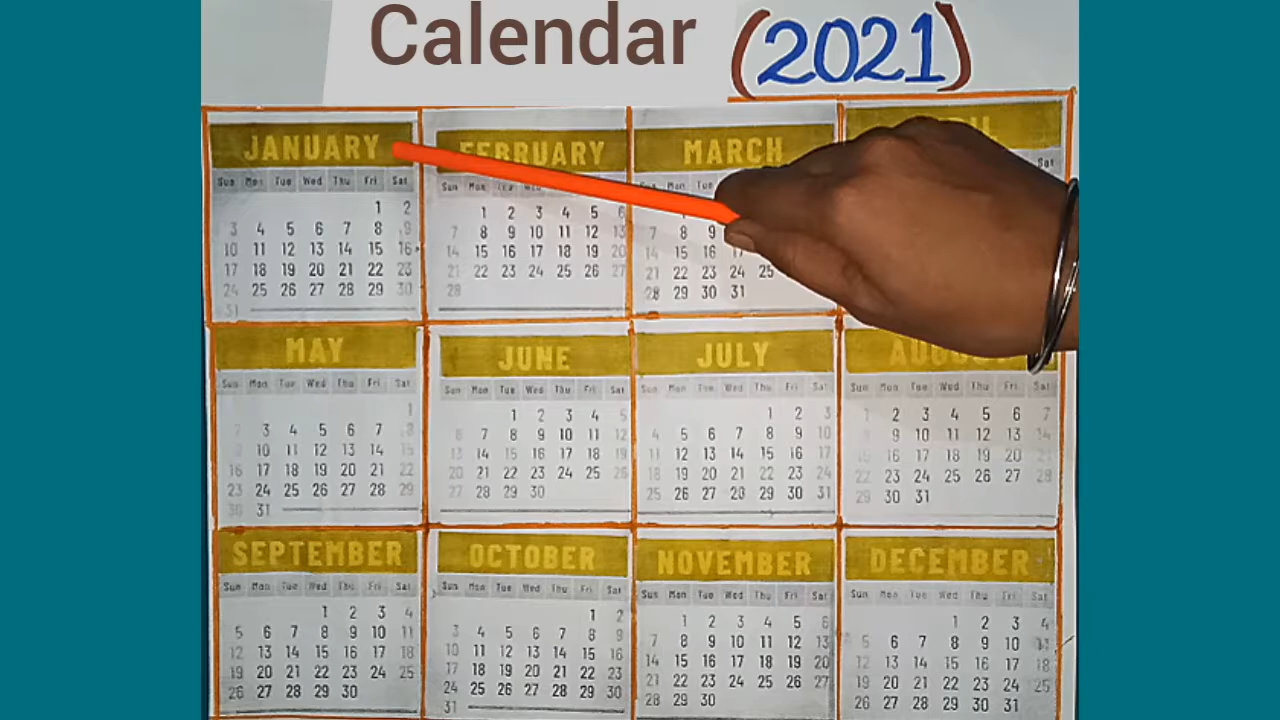 Calendar (2021)
JANUARY
Sun Mon Tue Wed Thu Fri Sat
1 2
3 4 5 6 7 8 9
10 11 12 13 14 15 16
17 18 19 20 21 22 23
24 25 26 27 28 29 30
31
FEBRUARY
Sun Mon Tue Wed
1 2 3 4 5 6
7 8 9 10 11 12 13
14 15 16 17 18 19 20
21 22 23 24 25 26 27
28
MARCH
Sun Mon Tue
7 8 9
14 15 16 17
21 22 23 24 25
28 29 30 31
Sat
MAY
Sun Mon Tue Wed Thu Fri Sat
1
2 3 4 5 6 7 8
9 10 11 12 13 14 15
16 17 18 19 20 21 22
23 24 25 26 27 28 29
30 31
JUNE
Sun Mon Tue Wed Thu Fri Sat
1 2 3 4 5
6 7 8 9 10 11 12
13 14 15 16 17 18 19
20 21 22 23 24 25 26
27 28 29 30
JULY
Sun Mon Tue Wed Thu Fri Sat
1 2 3
4 5 6 7 8 9 10
11 12 13 14 15 16 17
18 19 20 21 22 23 24
25 26 27 28 29 30 31
AUGUST
Sun Mon Tue Wed Thu Fri Sat
1 2 3 4 5 6 7
8 9 10 11 12 13 14
15 16 17 18 19 20 21
22 23 24 25 26 27 28
29 30 31
SEPTEMBER
Sun Mon Tue Wed Thu Fri Sat
1 2 3 4
5 6 7 8 9 10 11
12 13 14 15 16 17 18
19 20 21 22 23 24 25
26 27 28 29 30
OCTOBER
Sun Mon Tue Wed Thu Fri Sat
1 2
3 4 5 6 7 8 9
10 11 12 13 14 15 16
17 18 19 20 21 22 23
24 25 26 27 28 29 30
31
NOVEMBER
Sun Mon Tue Wed Thu Fri Sat
1 2 3 4 5 6
7 8 9 10 11 12 13
14 15 16 17 18 19 20
21 22 23 24 25 26 27
28 29 30
DECEMBER
Sun Mon Tue Wed Thu Fri Sat
1 2 3 4
5 6 7 8 9 10 11
12 13 14 15 16 17 18
19 20 21 22 23 24 25
26 27 28 29 30 31